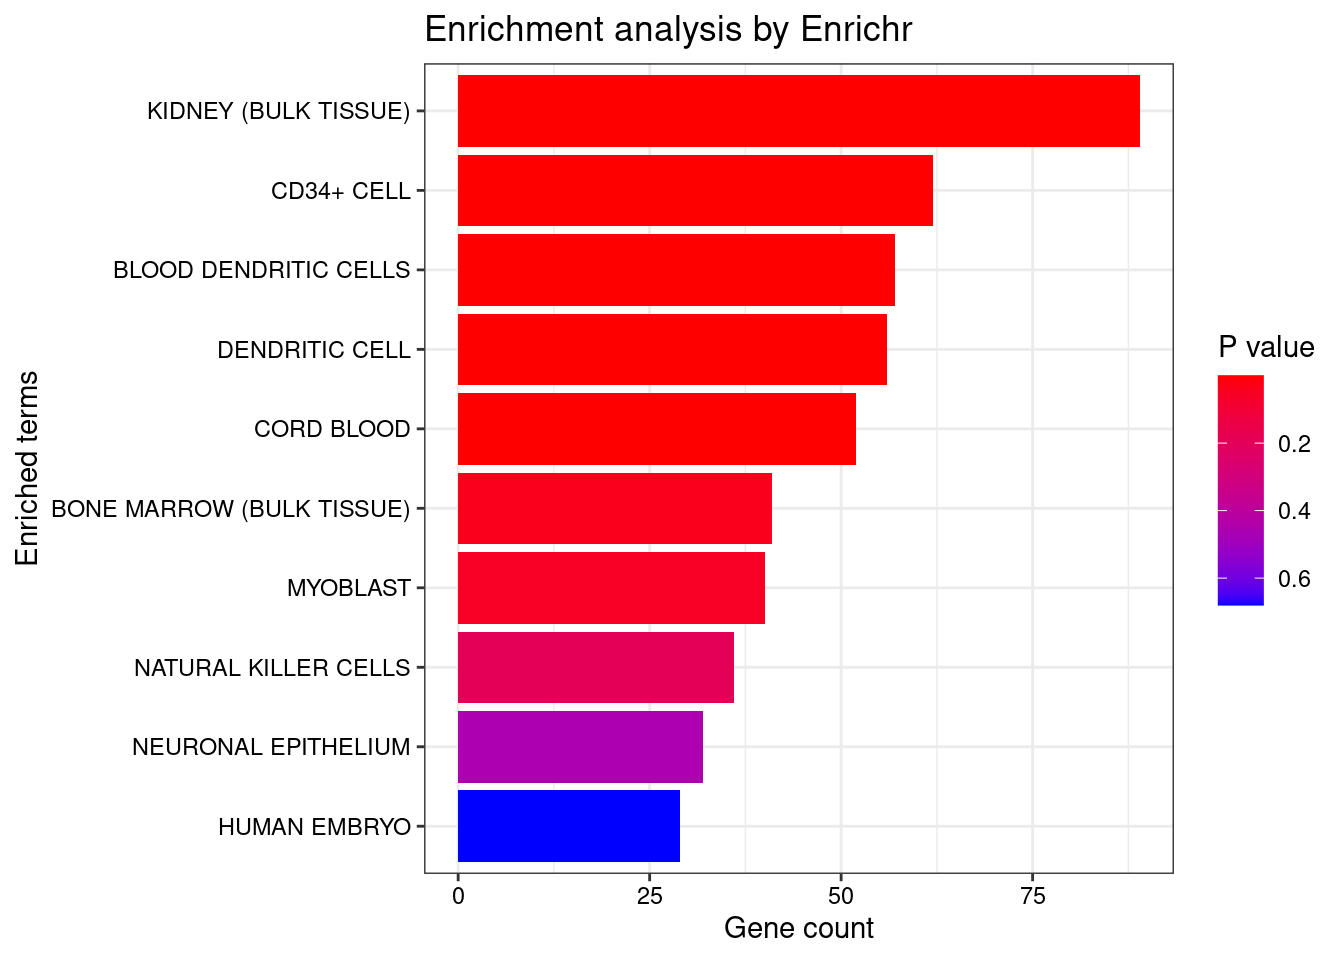 Enrichment analysis by Enrichr
KIDNEY (BULK TISSUE)
CD34+ CELL
BLOOD DENDRITIC CELLS
DENDRITIC CELL
CORD BLOOD
BONE MARROW (BULK TISSUE)
MYOBLAST
NATURAL KILLER CELLS
NEURONAL EPITHELIUM
HUMAN EMBRYO
Enriched terms
0
25
50
75
Gene count
P value
0.2
0.4
0.6